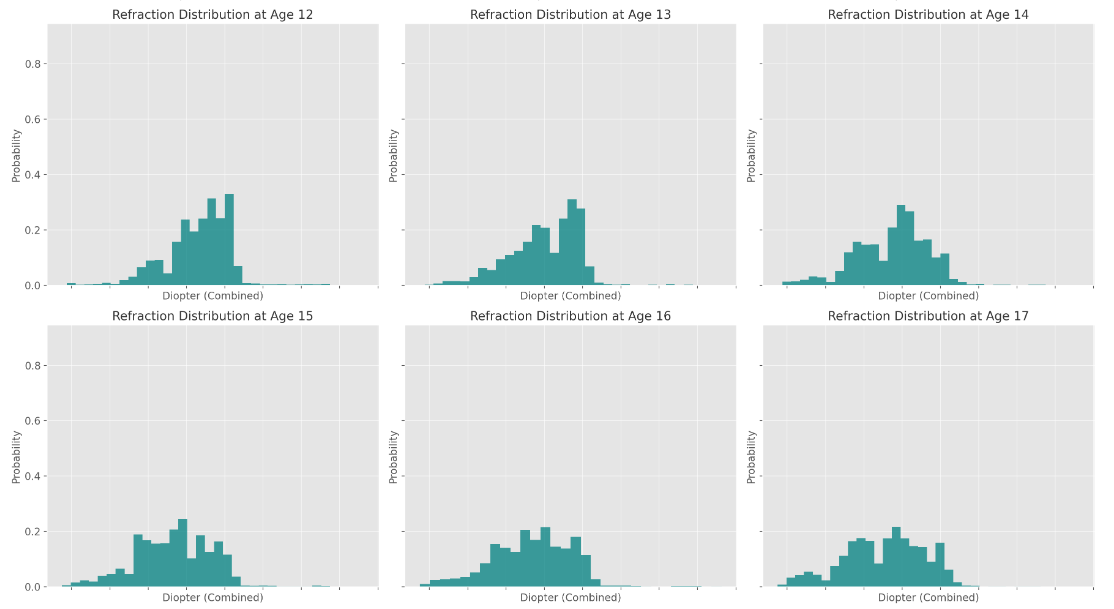 Refraction Distribution at Age 12
Refraction Distribution at Age 13
Refraction Distribution at Age 14
0.8
0.6
0.4
0.2
0.0
Probability
Probability
Probability
Diopter (Combined)
Diopter (Combined)
Diopter (Combined)
Refraction Distribution at Age 15
Refraction Distribution at Age 16
Refraction Distribution at Age 17
0.8
0.6
0.4
0.2
0.0
Probability
Probability
Probability
Diopter (Combined)
Diopter (Combined)
Diopter (Combined)